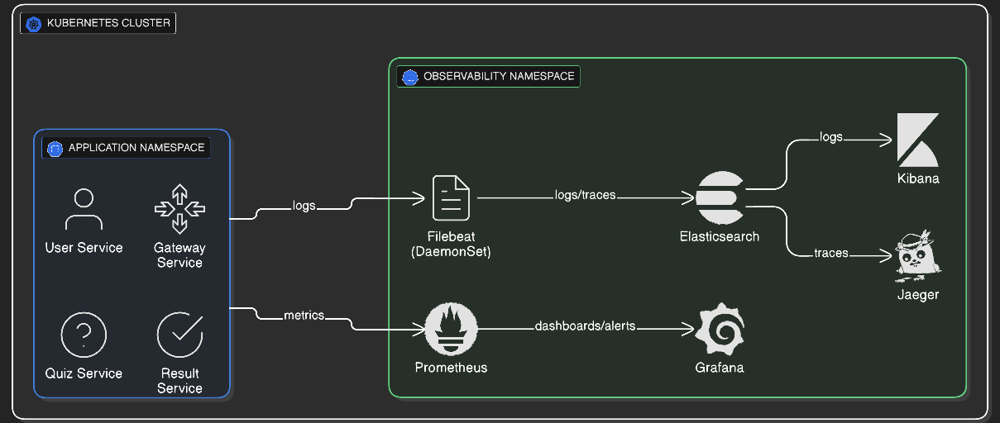 KUBERNETES CLUSTER
OBSERVABILITY NAMESPACE
APPLICATION NAMESPACE
User Service
Gateway
Service
Quiz Service
Result
Service
logs
metrics
Filebeat
(DaemonSet)
logs/traces
Elasticsearch
logs
Kibana
traces
Jaeger
Prometheus
dashboards/alerts
Grafana